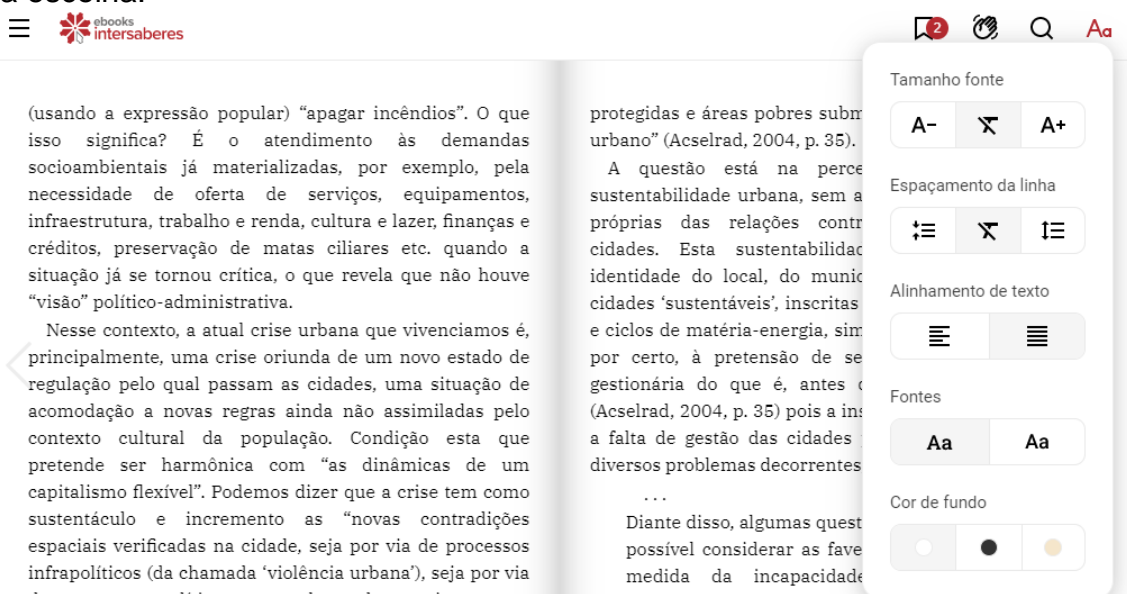 ebooks
intersaberes
2
Aa
(usando a expressão popular) “apagar incêndios”. O que
isso significa? É o atendimento às demandas
socioambientais já materializadas, por exemplo, pela
necessidade de oferta de serviços, equipamentos,
infraestrutura, trabalho e renda, cultura e lazer, finanças e
créditos, preservação de matas ciliares etc. quando a
situação já se tornou crítica, o que revela que não houve
“visão” político-administrativa.
Nesse contexto, a atual crise urbana que vivenciamos é,
principalmente, uma crise oriunda de um novo estado de
regulação pelo qual passam as cidades, uma situação de
acomodação a novas regras ainda não assimiladas pelo
contexto cultural da população. Condição esta que
pretende ser harmônica com “as dinâmicas de um
capitalismo flexível”. Podemos dizer que a crise tem como
sustentáculo e incremento as “novas contradições
espaciais verificadas na cidade, seja por via de processos
infrapolíticos (da chamada ‘violência urbana’), seja por via
protegidas e áreas pobres subm
urbano” (Acselrad, 2004, p. 35).
A questão está na perce
sustentabilidade urbana, sem a
próprias das relações contr
cidades. Esta sustentabilidad
identidade do local, do munic
cidades ‘sustentáveis’, inscritas
e ciclos de matéria-energia, sim
por certo, à pretensão de se
gestionária do que é, antes
(Acselrad, 2004, p. 35) pois a ins
a falta de gestão das cidades
diversos problemas decorrentes
...
Diante disso, algumas quest
possível considerar as fave
medida da incapacidade
Tamanho fonte
A- A+
Espaçamento da linha
Alinhamento de texto
Fontes
Aa Aa
Cor de fundo